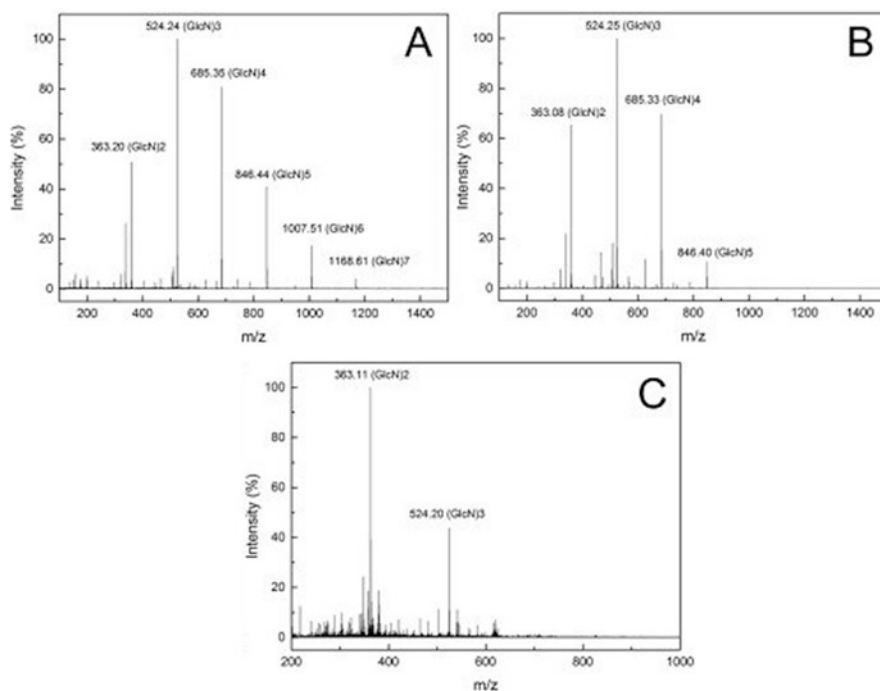 A
524.24 (GlcN)3
685.35 (GlcN)4
363.20 (GlcN)2
846.44 (GlcN)5
1007.51 (GlcN)6
1168.61 (GlcN)7
Intensity (%)
100
80
60
40
20
0
200 400 600 800 1000 1200 1400
m/z
B
524.25 (GlcN)3
685.33 (GlcN)4
363.08 (GlcN)2
846.40 (GlcN)5
Intensity (%)
100
80
60
40
20
0
200 400 600 800 1000 1200 1400
m/z
C
363.11 (GlcN)2
524.20 (GlcN)3
Intensity (%)
100
80
60
40
20
0
200 400 600 800 1000
m/z